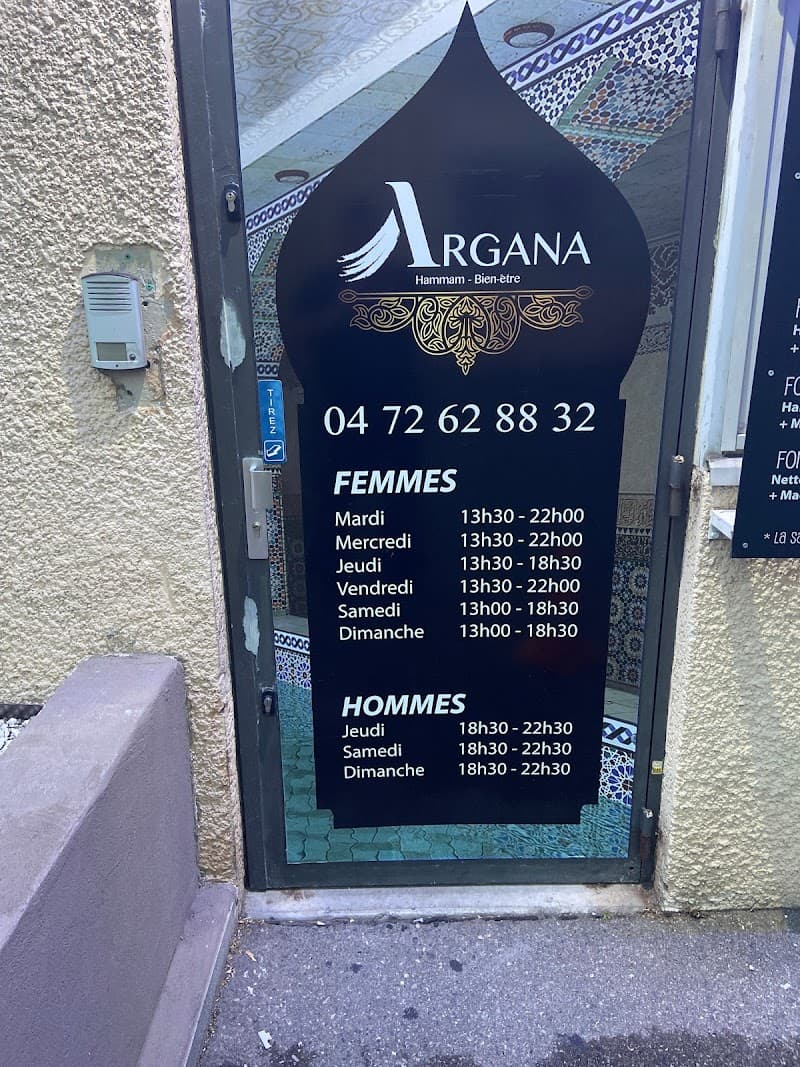 ARGANA
Hammam - Bien-être
04 72 62 88 32
TIREZ
FEMMES
Mardi 13h30 - 22h00
Mercredi 13h30 - 22h00
Jeudi 13h30 - 18h30
Vendredi 13h30 - 22h00
Samedi 13h00 - 18h30
Dimanche 13h00 - 18h30
HOMMES
Jeudi 18h30 - 22h30
Samedi 18h30 - 22h30
Dimanche 18h30 - 22h30